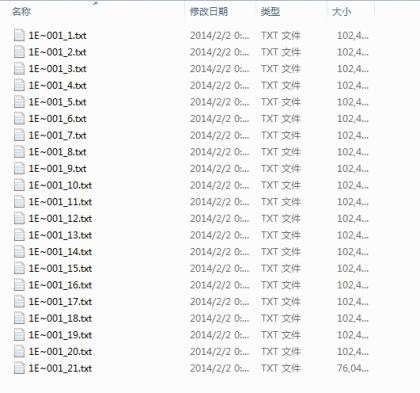 名称 修改日期 类型 大小
1E~001_1.txt 2014/2/2 0:... TXT 文件 102,4...
1E~001_2.txt 2014/2/2 0:... TXT 文件 102,4...
1E~001_3.txt 2014/2/2 0:... TXT 文件 102,4...
1E~001_4.txt 2014/2/2 0:... TXT 文件 102,4...
1E~001_5.txt 2014/2/2 0:... TXT 文件 102,4...
1E~001_6.txt 2014/2/2 0:... TXT 文件 102,4...
1E~001_7.txt 2014/2/2 0:... TXT 文件 102,4...
1E~001_8.txt 2014/2/2 0:... TXT 文件 102,4...
1E~001_9.txt 2014/2/2 0:... TXT 文件 102,4...
1E~001_10.txt 2014/2/2 0:... TXT 文件 102,4...
1E~001_11.txt 2014/2/2 0:... TXT 文件 102,4...
1E~001_12.txt 2014/2/2 0:... TXT 文件 102,4...
1E~001_13.txt 2014/2/2 0:... TXT 文件 102,4...
1E~001_14.txt 2014/2/2 0:... TXT 文件 102,4...
1E~001_15.txt 2014/2/2 0:... TXT 文件 102,4...
1E~001_16.txt 2014/2/2 0:... TXT 文件 102,4...
1E~001_17.txt 2014/2/2 0:... TXT 文件 102,4...
1E~001_18.txt 2014/2/2 0:... TXT 文件 102,4...
1E~001_19.txt 2014/2/2 0:... TXT 文件 102,4...
1E~001_20.txt 2014/2/2 0:... TXT 文件 102,4...
1E~001_21.txt 2014/2/2 0:... TXT 文件 76,04...